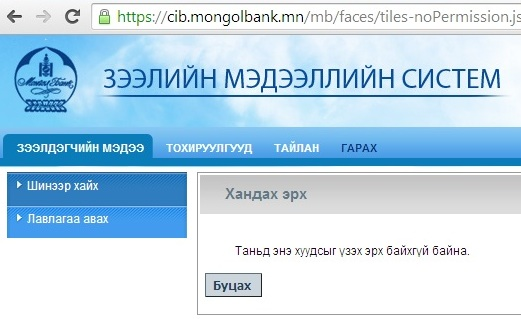 https://cib.mongolbank.mn/mb/faces/tiles-noPermission.js
ЗЭЭЛИЙН МЭДЭЭЛЛИЙН СИСТЕМ
ЗЭЭЛДЭГЧИЙН МЭДЭЭ ТОХИРУУЛГУУД ТАЙЛАН ГАРАХ
Шинээр хайх
Лавлагаа авах
Хандах эрх
Таньд энэ хуудсыг үзэх эрх байхгүй байна.
Буцах